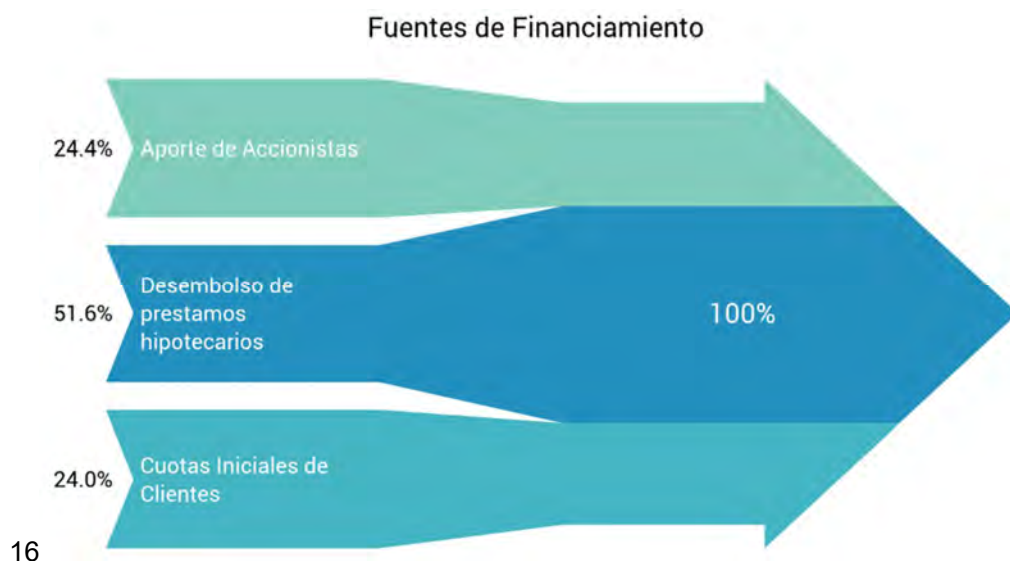 Fuentes de Financiamiento
24.4%
Aporte de Accionistas
51.6%
Desembolso de
prestamos
hipotecarios
100%
24.0%
Cuotas Iniciales de
Clientes
16